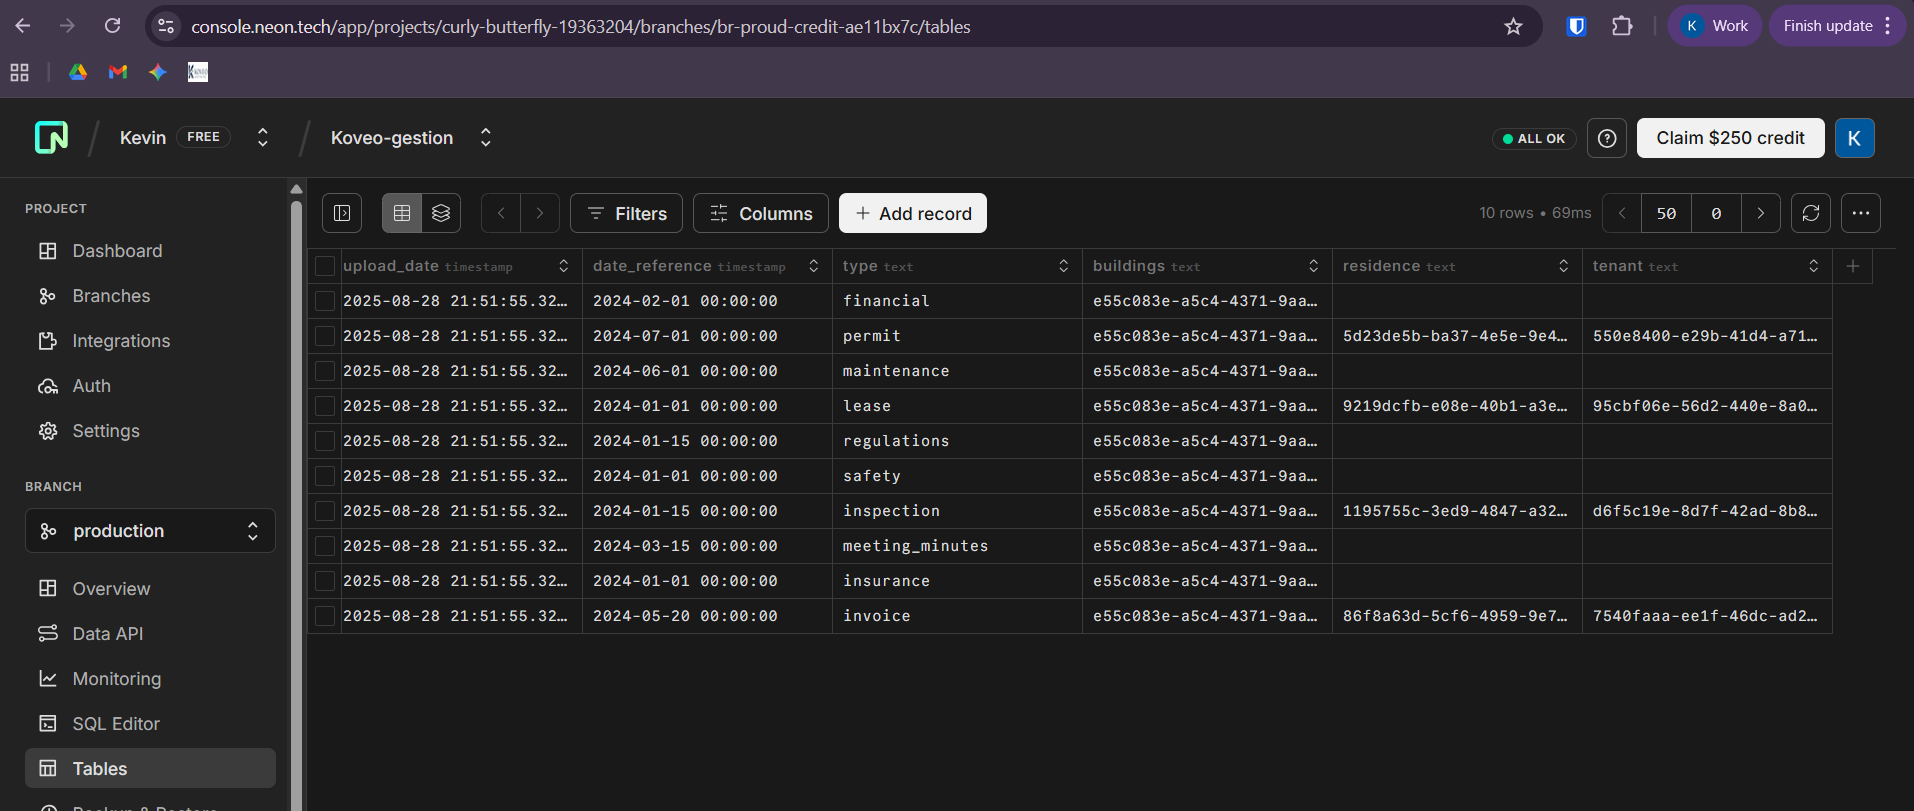 console.neon.tech/app/projects/curly-butterfly-19363204/branches/br-proud-credit-ae11bx7c/tables
K Work
Finish update
Kevin FREE
Koveo-gestion
ALL OK
Claim $250 credit
K
PROJECT
Dashboard
Branches
Integrations
Auth
Settings
BRANCH
production
Overview
Data API
Monitoring
SQL Editor
Tables
Filters
Columns
Add record
10 rows • 69ms
50
0
upload_date timestamp date_reference timestamp type text buildings text residence text tenant text
2025-08-28 21:51:55.32… 2024-02-01 00:00:00 financial e55c083e-a5c4-4371-9aa…
2025-08-28 21:51:55.32… 2024-07-01 00:00:00 permit e55c083e-a5c4-4371-9aa… 5d23de5b-ba37-4e5e-9e4… 550e8400-e29b-41d4-a71…
2025-08-28 21:51:55.32… 2024-06-01 00:00:00 maintenance e55c083e-a5c4-4371-9aa…
2025-08-28 21:51:55.32… 2024-01-01 00:00:00 lease e55c083e-a5c4-4371-9aa… 9219dcfb-e08e-40b1-a3e… 95cbf06e-56d2-440e-8a0…
2025-08-28 21:51:55.32… 2024-01-15 00:00:00 regulations e55c083e-a5c4-4371-9aa…
2025-08-28 21:51:55.32… 2024-01-01 00:00:00 safety e55c083e-a5c4-4371-9aa…
2025-08-28 21:51:55.32… 2024-01-15 00:00:00 inspection e55c083e-a5c4-4371-9aa… 1195755c-3ed9-4847-a32… d6f5c19e-8d7f-42ad-8b8…
2025-08-28 21:51:55.32… 2024-03-15 00:00:00 meeting_minutes e55c083e-a5c4-4371-9aa…
2025-08-28 21:51:55.32… 2024-01-01 00:00:00 insurance e55c083e-a5c4-4371-9aa…
2025-08-28 21:51:55.32… 2024-05-20 00:00:00 invoice e55c083e-a5c4-4371-9aa… 86f8a63d-5cf6-4959-9e7… 7540faaa-ee1f-46dc-ad2…